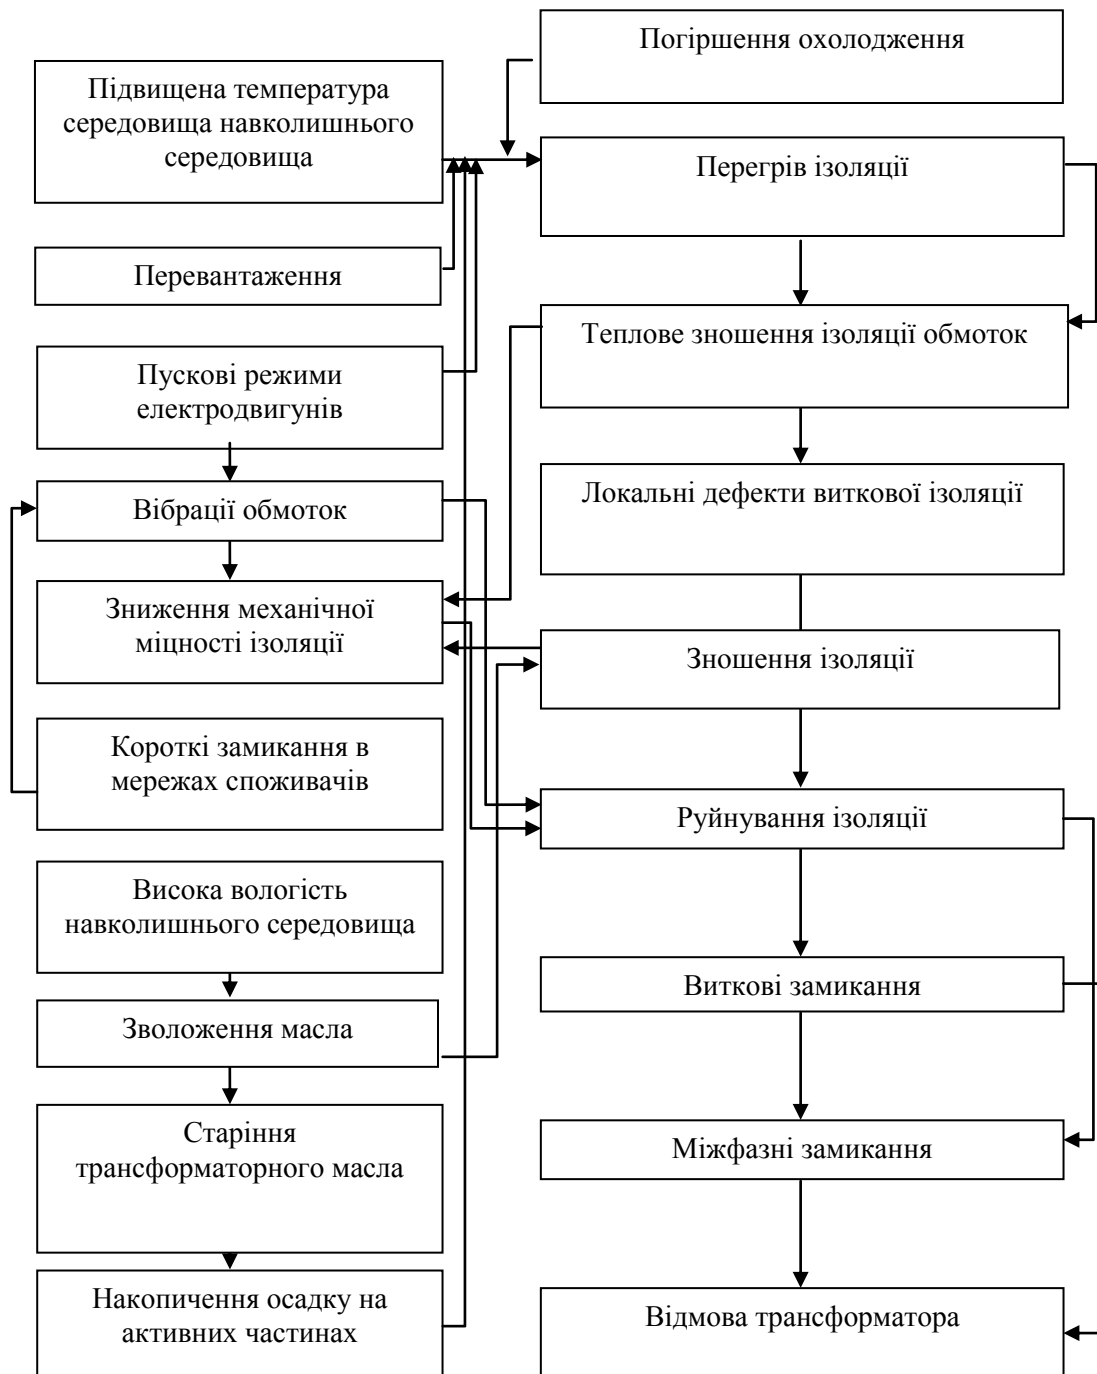 Погіршення охолодження
Підвищена температура
середовища навколишнього
середовища
Перегрів ізоляції
Перевантаження
Теплове зношення ізоляції обмоток
Пускові режими
електродвигунів
Локальні дефекти виткової ізоляції
Вібрації обмоток
Зниження механічної
міцності ізоляції
Зношення ізоляції
Короткі замикання в
мережах споживачів
Руйнування ізоляції
Висока вологість
навколишнього середовища
Виткові замикання
Зволоження масла
Старіння
трансформаторного масла
Міжфазні замикання
Накопичення осадку на
активних частинах
Відмова трансформатора